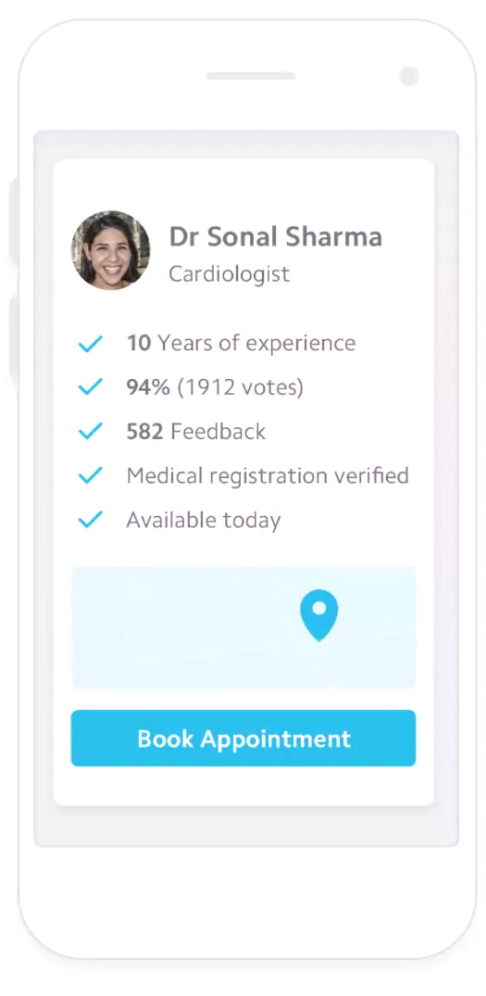 Dr Sonal Sharma
Cardiologist
10 Years of experience
94% (1912 votes)
582 Feedback
Medical registration verified
Available today
Book Appointment